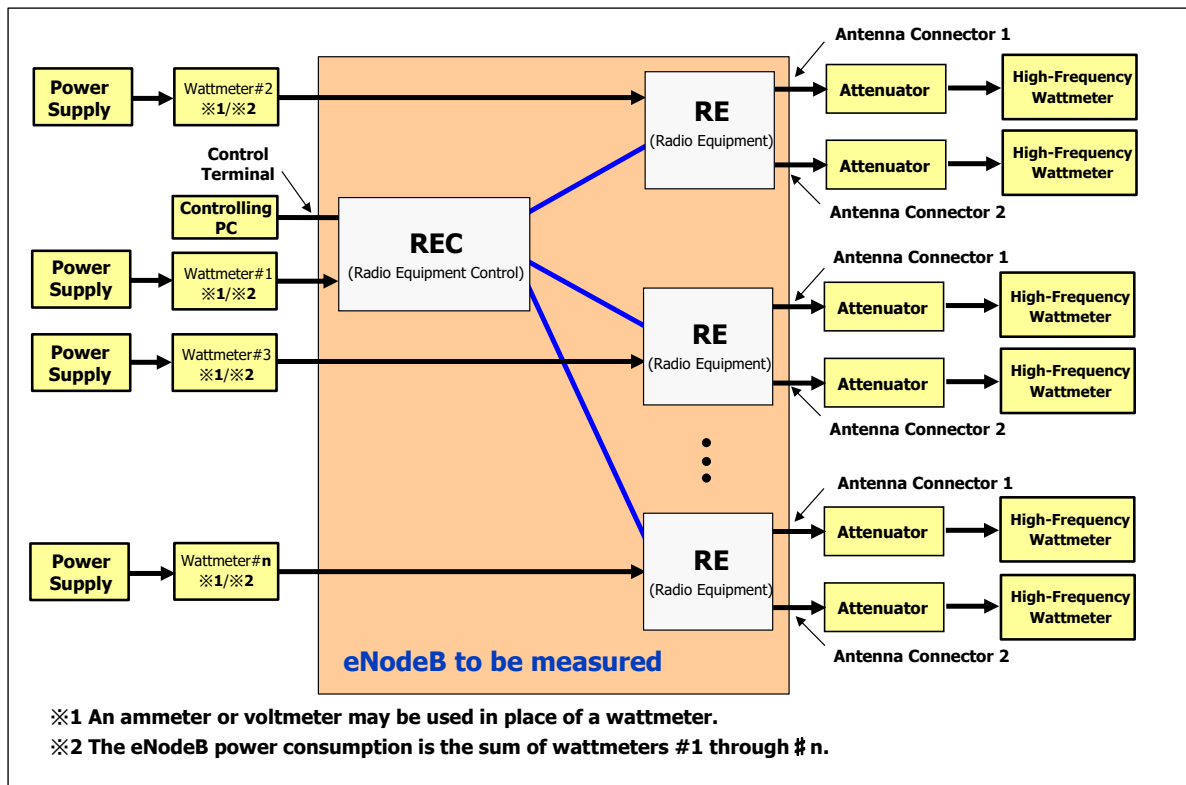 Antenna Connector 1
Power
Supply
Wattmeter#2
※1/※2
RE
(Radio Equipment)
Attenuator
High-Frequency
Wattmeter
Attenuator
High-Frequency
Wattmeter
Antenna Connector 2
Control
Terminal
Controlling
PC
REC
(Radio Equipment Control)
Power
Supply
Wattmeter#1
※1/※2
Antenna Connector 1
RE
(Radio Equipment)
Attenuator
High-Frequency
Wattmeter
Power
Supply
Wattmeter#3
※1/※2
Attenuator
High-Frequency
Wattmeter
Antenna Connector 2
Antenna Connector 1
Power
Supply
Wattmeter#n
※1/※2
RE
(Radio Equipment)
Attenuator
High-Frequency
Wattmeter
Attenuator
High-Frequency
Wattmeter
Antenna Connector 2
eNodeB to be measured
※1 An ammeter or voltmeter may be used in place of a wattmeter.
※2 The eNodeB power consumption is the sum of wattmeters #1 through ♯n.